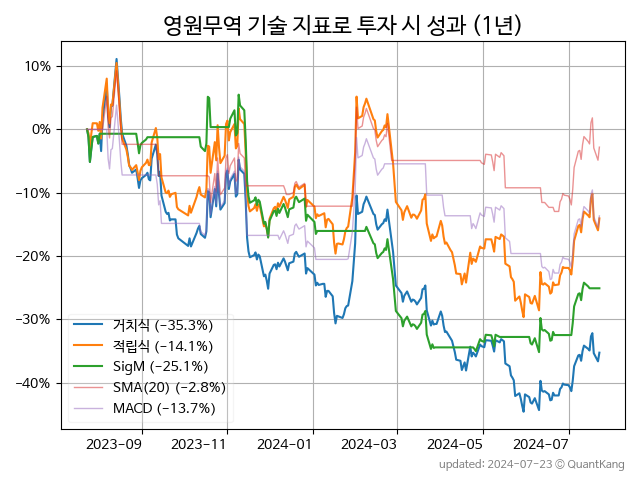 영원무역 기술 지표로 투자 시 성과 (1년)
10%
0%
−10%
−20%
−30%
−40%
거치식 (−35.3%)
적립식 (−14.1%)
SigM (−25.1%)
SMA(20) (−2.8%)
MACD (−13.7%)
2023−09
2023−11
2024−01
2024−03
2024−05
2024−07
updated: 2024−07−23 ⓒ QuantKang